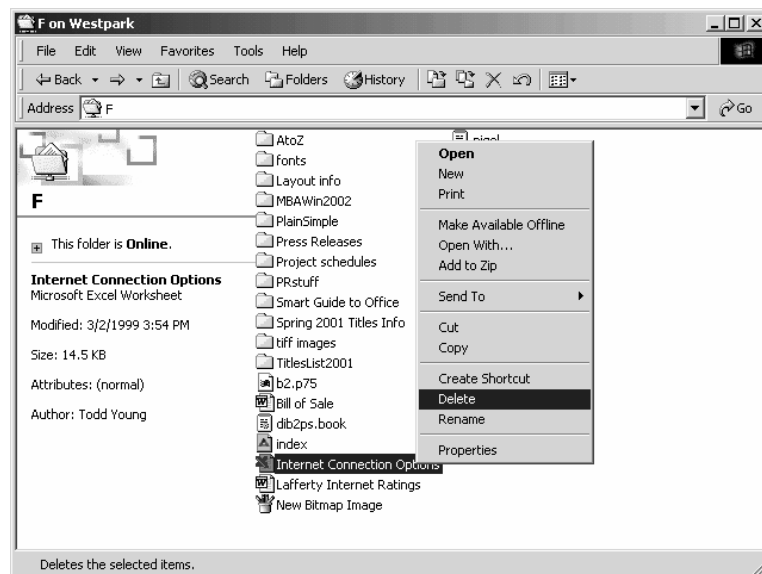 F on Westpark
File Edit View Favorites Tools Help
Back Search Folders History
Address F Go
F
This folder is Online.
Internet Connection Options
Microsoft Excel Worksheet
Modified: 3/2/1999 3:54 PM
Size: 14.5 KB
Attributes: (normal)
Author: Todd Young
AtoZ
fonts
Layout info
MBAWin2002
PlainSimple
Press Releases
Project schedules
PRstuff
Smart Guide to Office
Spring 2001 Titles Info
tiff images
TitlesList2001
b2.p75
Bill of Sale
dib2ps.book
index
Internet Connection Options
Lafferty Internet Ratings
New Bitmap Image
Open
New
Print
Make Available Offline
Open With...
Add to Zip
Send To
Cut
Copy
Create Shortcut
Delete
Rename
Properties
Deletes the selected items.